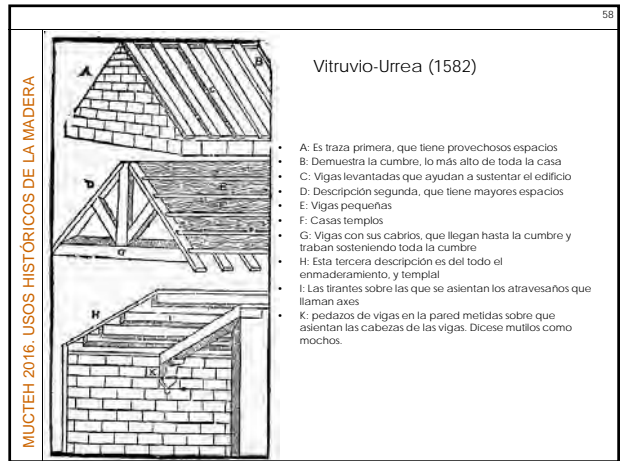 58
MUCTEH 2016. USOS HISTÓRICOS DE LA MADERA
Vitruvio-Urrea (1582)
• A: Es traza primera, que tiene provechosos espacios
• B: Demuestra la cumbre, lo más alto de toda la casa
• C: Vigas levantadas que ayudan a sustentar el edificio
• D: Descripción segunda, que tiene mayores espacios
• E: Vigas pequeñas
• F: Casas templos
• G: Vigas con sus cabrios, que llegan hasta la cumbre y
traban sosteniendo toda la cumbre
• H: Esta tercera descripción es del todo el
enmaderamiento, y templal
• I: Las tirantes sobre las que se asientan los atravesaños que
llaman axes
• K: pedazos de vigas en la pared metidas sobre que
asientan las cabezas de las vigas. Dicese mutilos como
mochos.
A
B
C
D
E
G
H
K